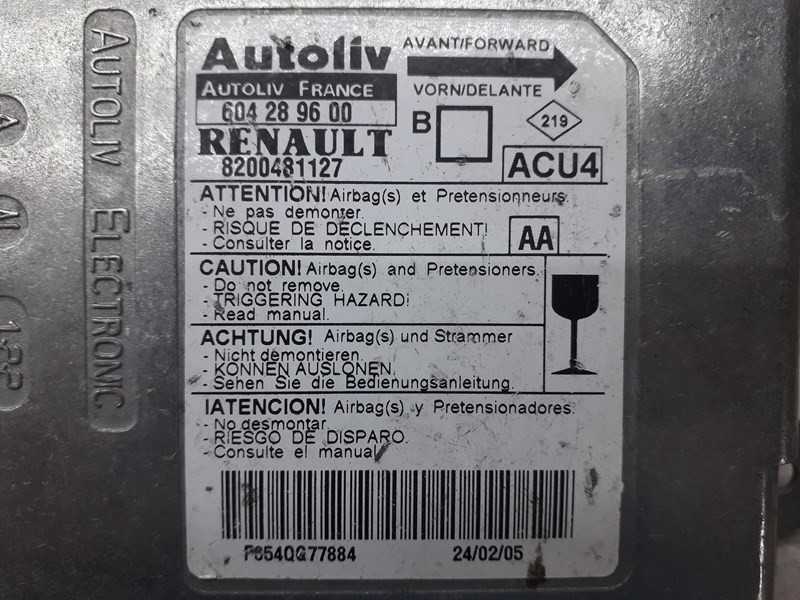 Autoliv
AUTOLIV FRANCE
604 28 96 00
RENAULT
8200481127
AVANT/FORWARD
VORN/DELANTE
B
219
ACU4
ATTENTION! Airbag(s) et Pretensionneurs.
- Ne pas demonter.
- RISQUE DE DECLENCHEMENT!
- Consulter la notice.
AA
CAUTION! Airbag(s) and Pretensioners.
- Do not remove.
- TRIGGERING HAZARD!
- Read manual.
ACHTUNG! Airbag(s) und Strammer
- Nicht demontieren.
- KONNEN AUSLONEN.
- Sehen Sie die Bedienungsanleitung.
!ATENCION! Airbag(s) y Pretensionadores.
- No desmontar.
- RIESGO DE DISPARO.
- Consulte el manual
24/02/05
AUTOLIV ELECTRONIC